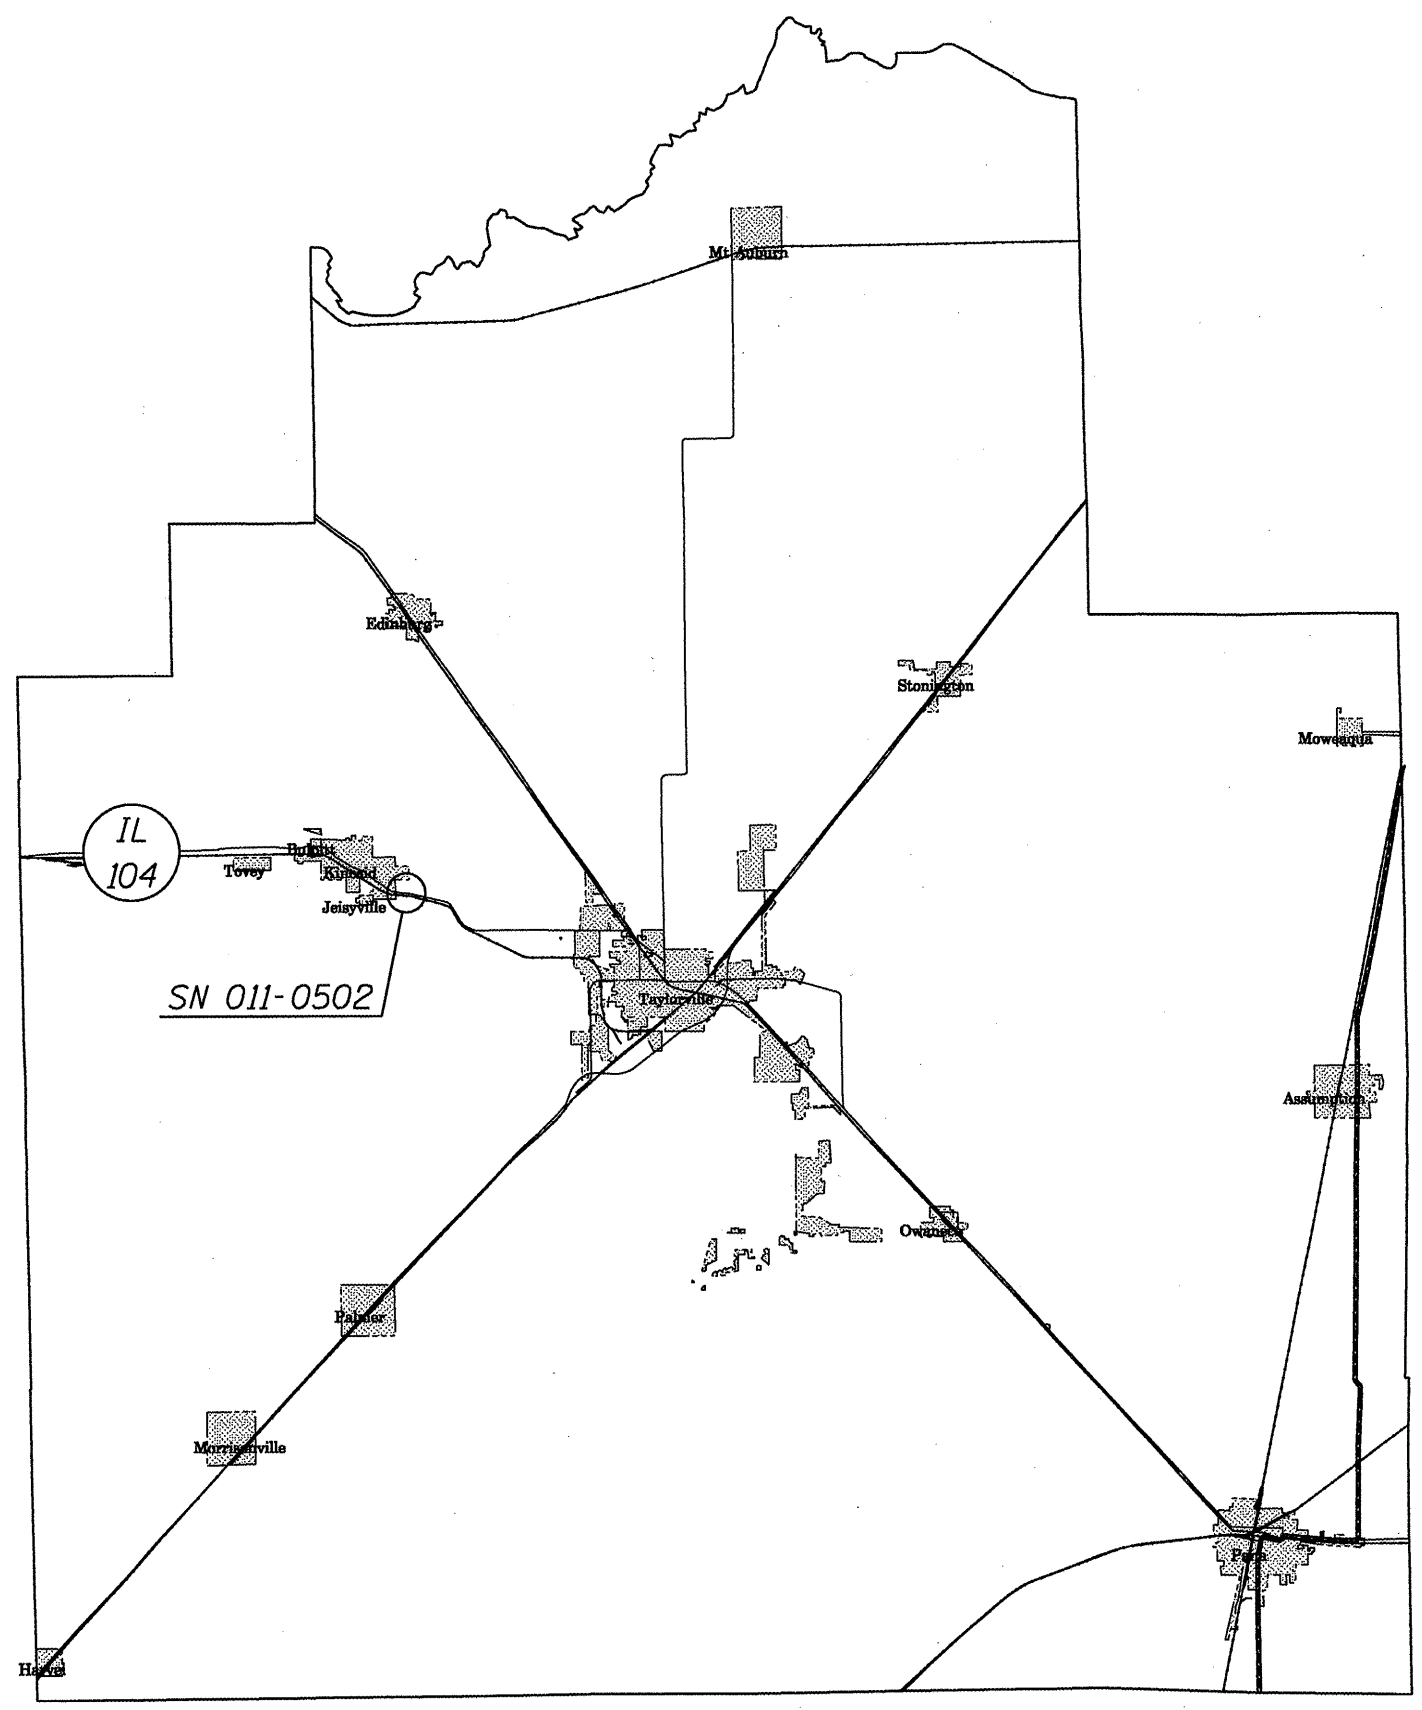 Mt Auburn
Edinburg
Stonington
Moweaqua
IL
104
Bulpitt
Tovey
Kincaid
Jeisyville
SN 011-0502
Taylorville
Assumption
Owaneco
Palmer
Morrisonville
Pana
Harvel